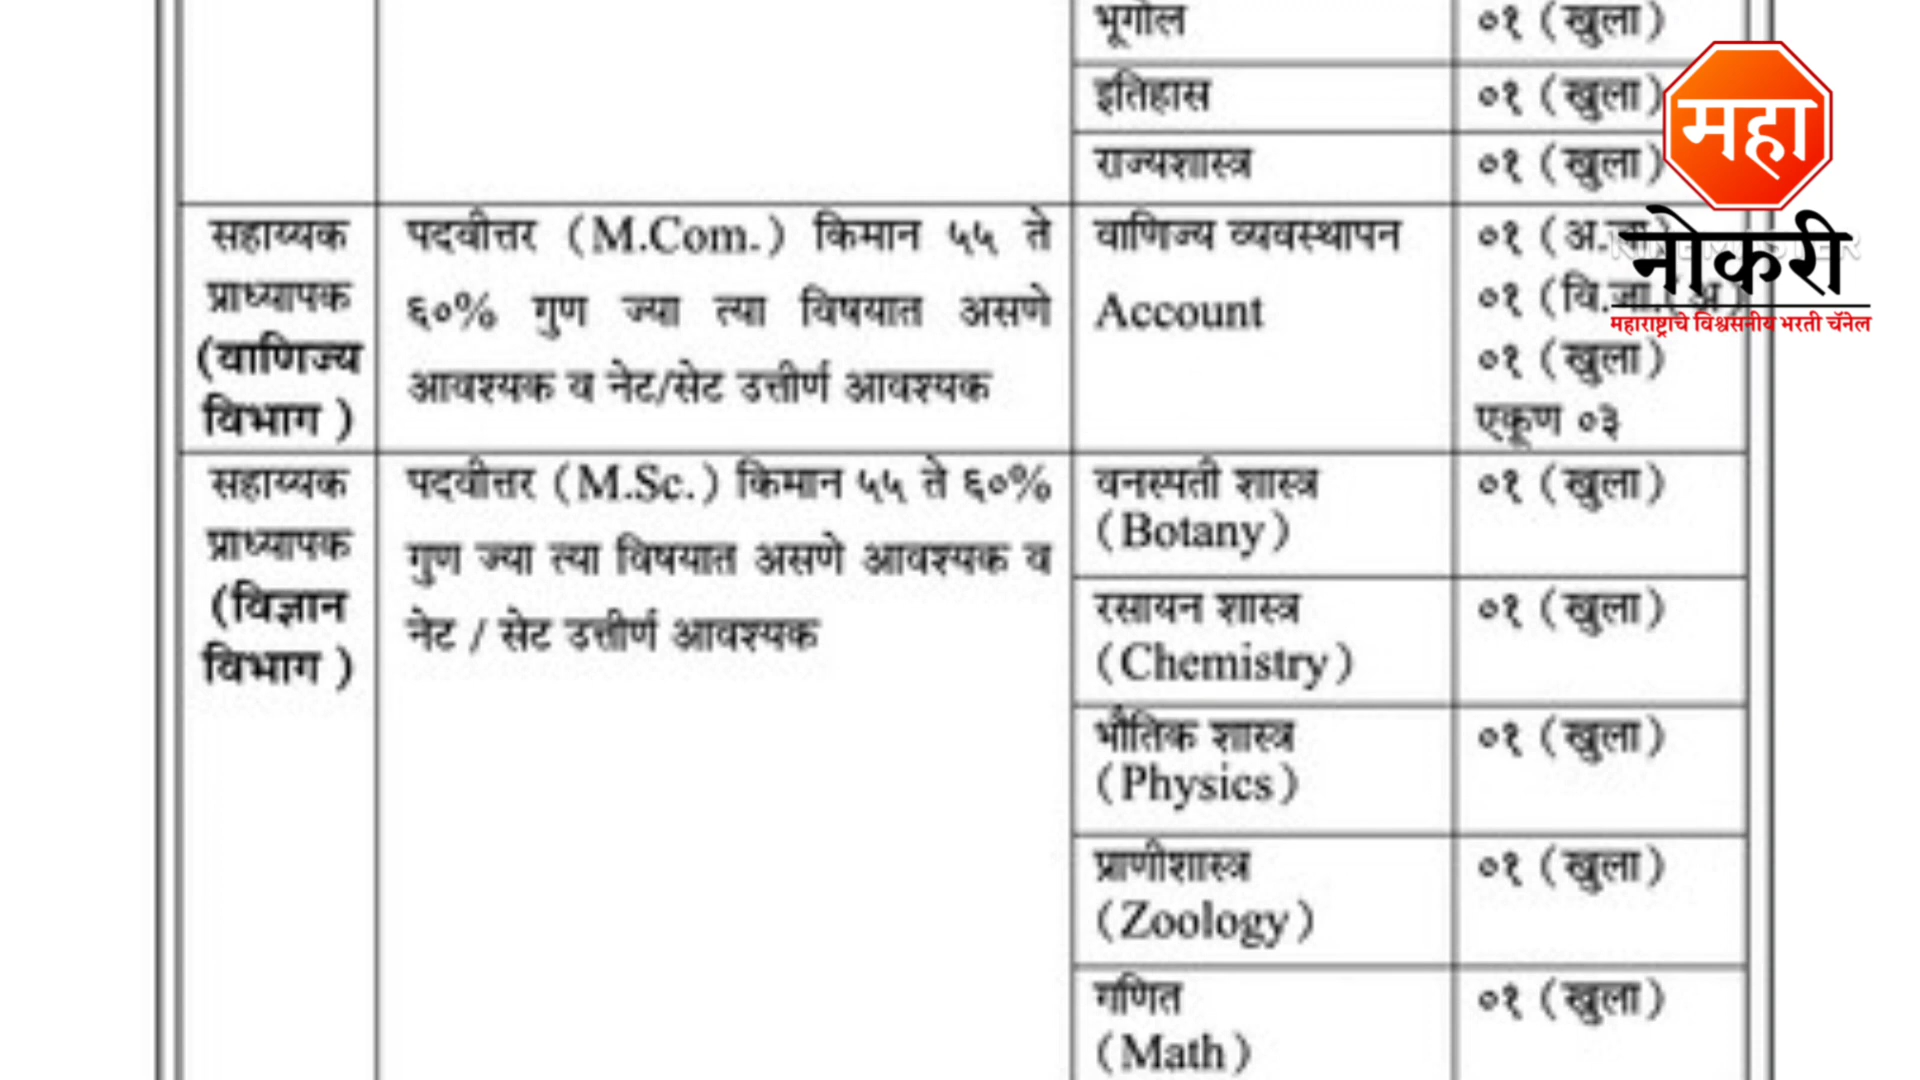 भूगोल ०१ (खुला)
इतिहास ०१ (खुला)
राज्यशास्त्र ०१ (खुला)
सहाय्यक
प्राध्यापक
(वाणिज्य
विभाग )
पदवीत्तर (M.Com.) किमान ५५ ते
६०% गुण ज्या त्या विषयात असणे
आवश्यक व नेट/सेट उत्तीर्ण आवश्यक
वाणिज्य व्यवस्थापन
Account
०१ (अ.जा)
०१ (वि.जा.(अ)
०१ (खुला)
एकूण ०३
सहाय्यक
प्राध्यापक
(विज्ञान
विभाग )
पदवीत्तर (M.Sc.) किमान ५५ ते ६०%
गुण ज्या त्या विषयात असणे आवश्यक व
नेट / सेट उत्तीर्ण आवश्यक
वनस्पती शास्त्र
(Botany)
०१ (खुला)
रसायन शास्त्र
(Chemistry)
०१ (खुला)
भौतिक शास्त्र
(Physics)
०१ (खुला)
प्राणीशास्त्र
(Zoology)
०१ (खुला)
गणित
(Math)
०१ (खुला)
महा
नोकरी
महाराष्ट्राचे विश्वसनीय भरती चॅनेल